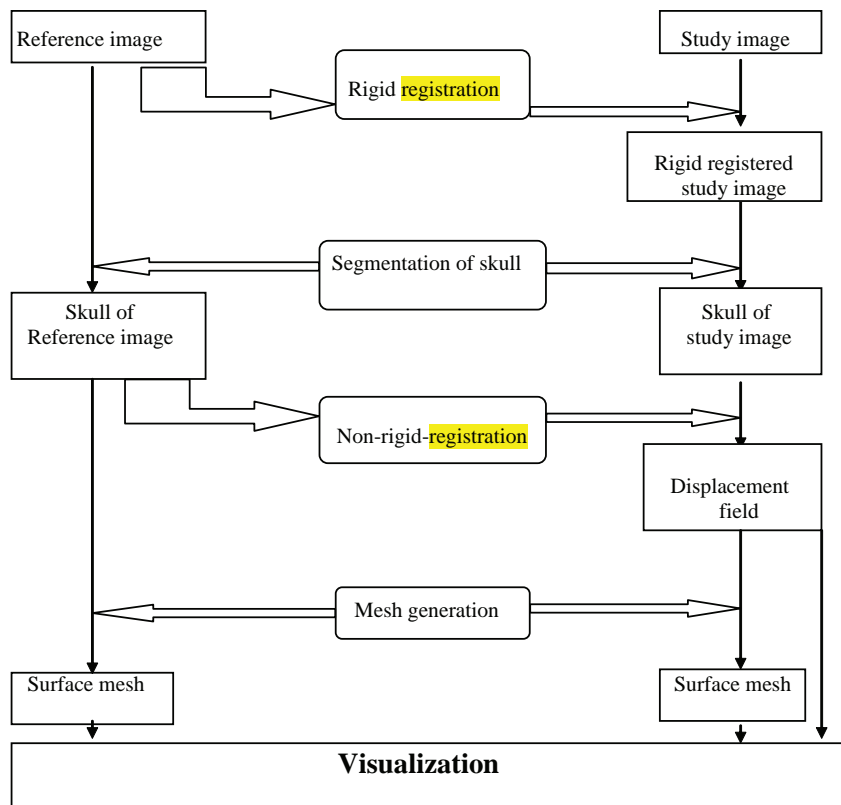 Reference image
Study image
Rigid registration
Rigid registered
study image
Segmentation of skull
Skull of
Reference image
Skull of
study image
Non-rigid-registration
Displacement
field
Mesh generation
Surface mesh
Surface mesh
Visualization